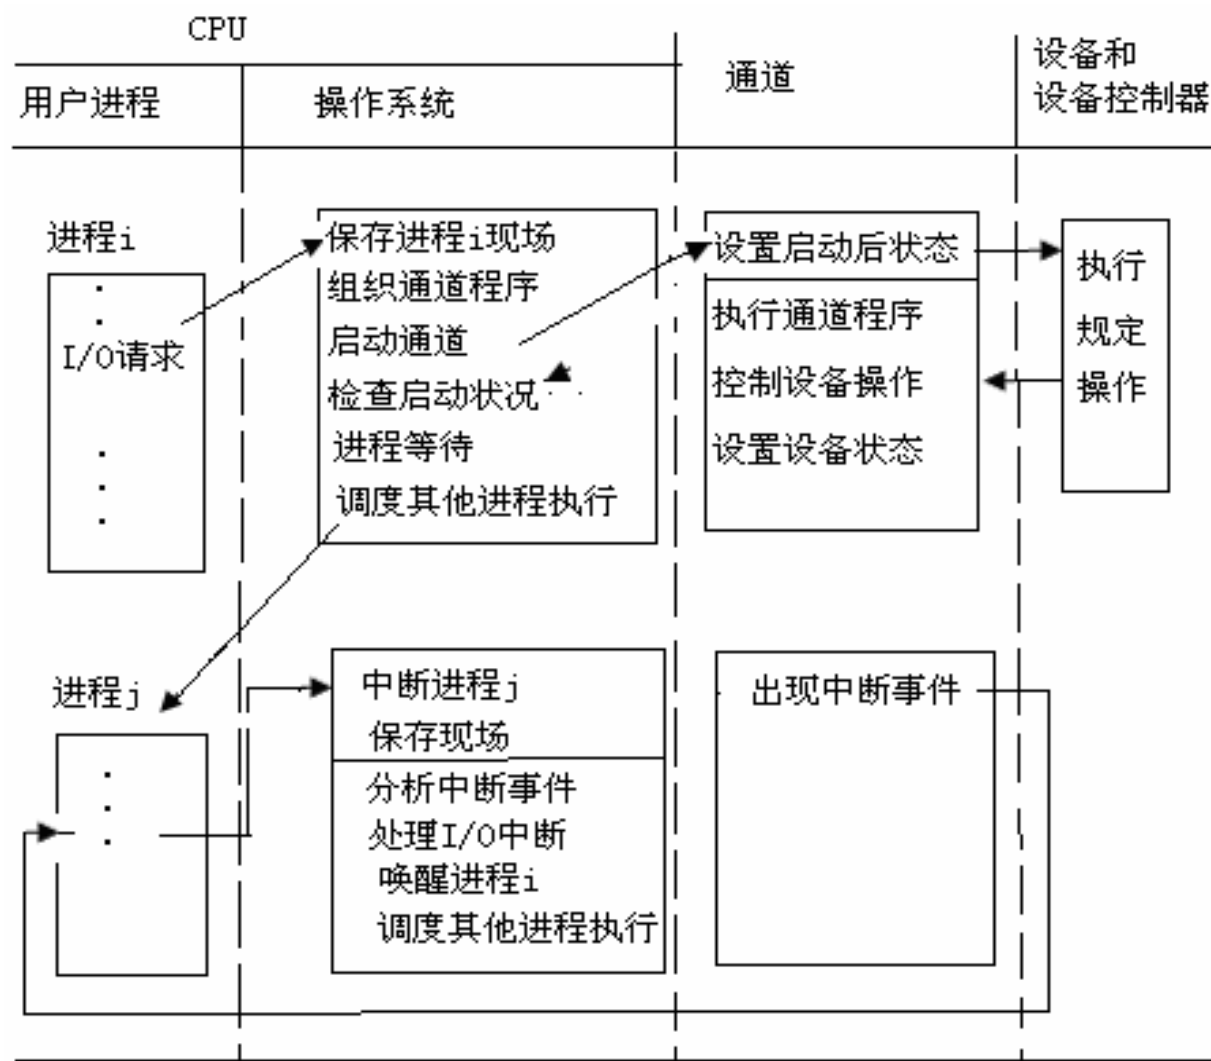 CPU
用户进程
操作系统
通道
设备和
设备控制器
进程i
I/O请求
保存进程i现场
组织通道程序
启动通道
检查启动状况
进程等待
调度其他进程执行
设置启动后状态
执行通道程序
控制设备操作
设置设备状态
执行
规定
操作
进程j
中断进程j
保存现场
分析中断事件
处理I/O中断
唤醒进程i
调度其他进程执行
出现中断事件